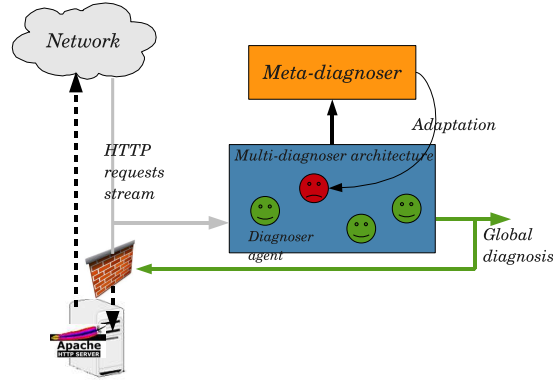 Network
Meta-diagnoser
Adaptation
HTTP
requests
stream
Multi-diagnoser architecture
Diagnoser
agent
Global
diagnosis
Apache
HTTP SERVER